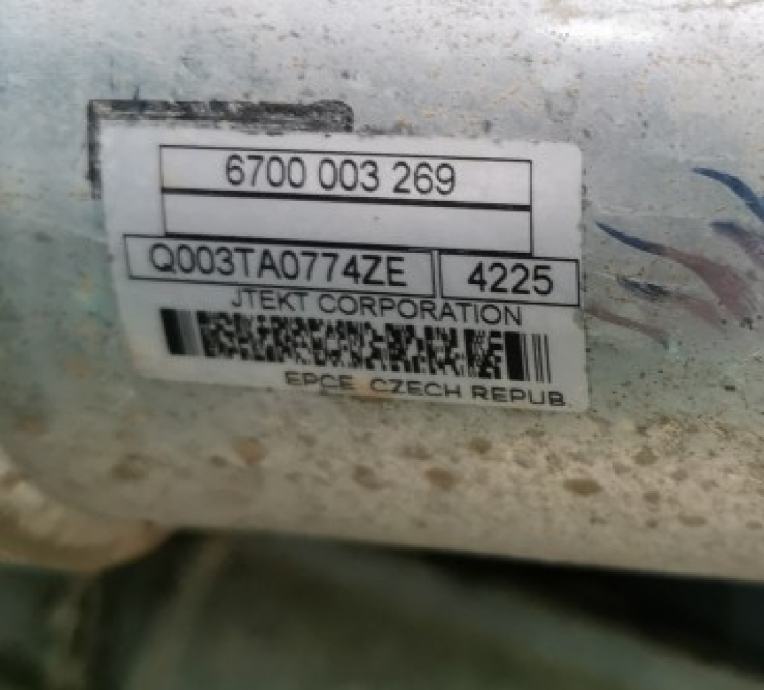 6700 003 269
Q003TA0774ZE 4225
JTEKT CORPORATION
EPCE CZECH REPUB